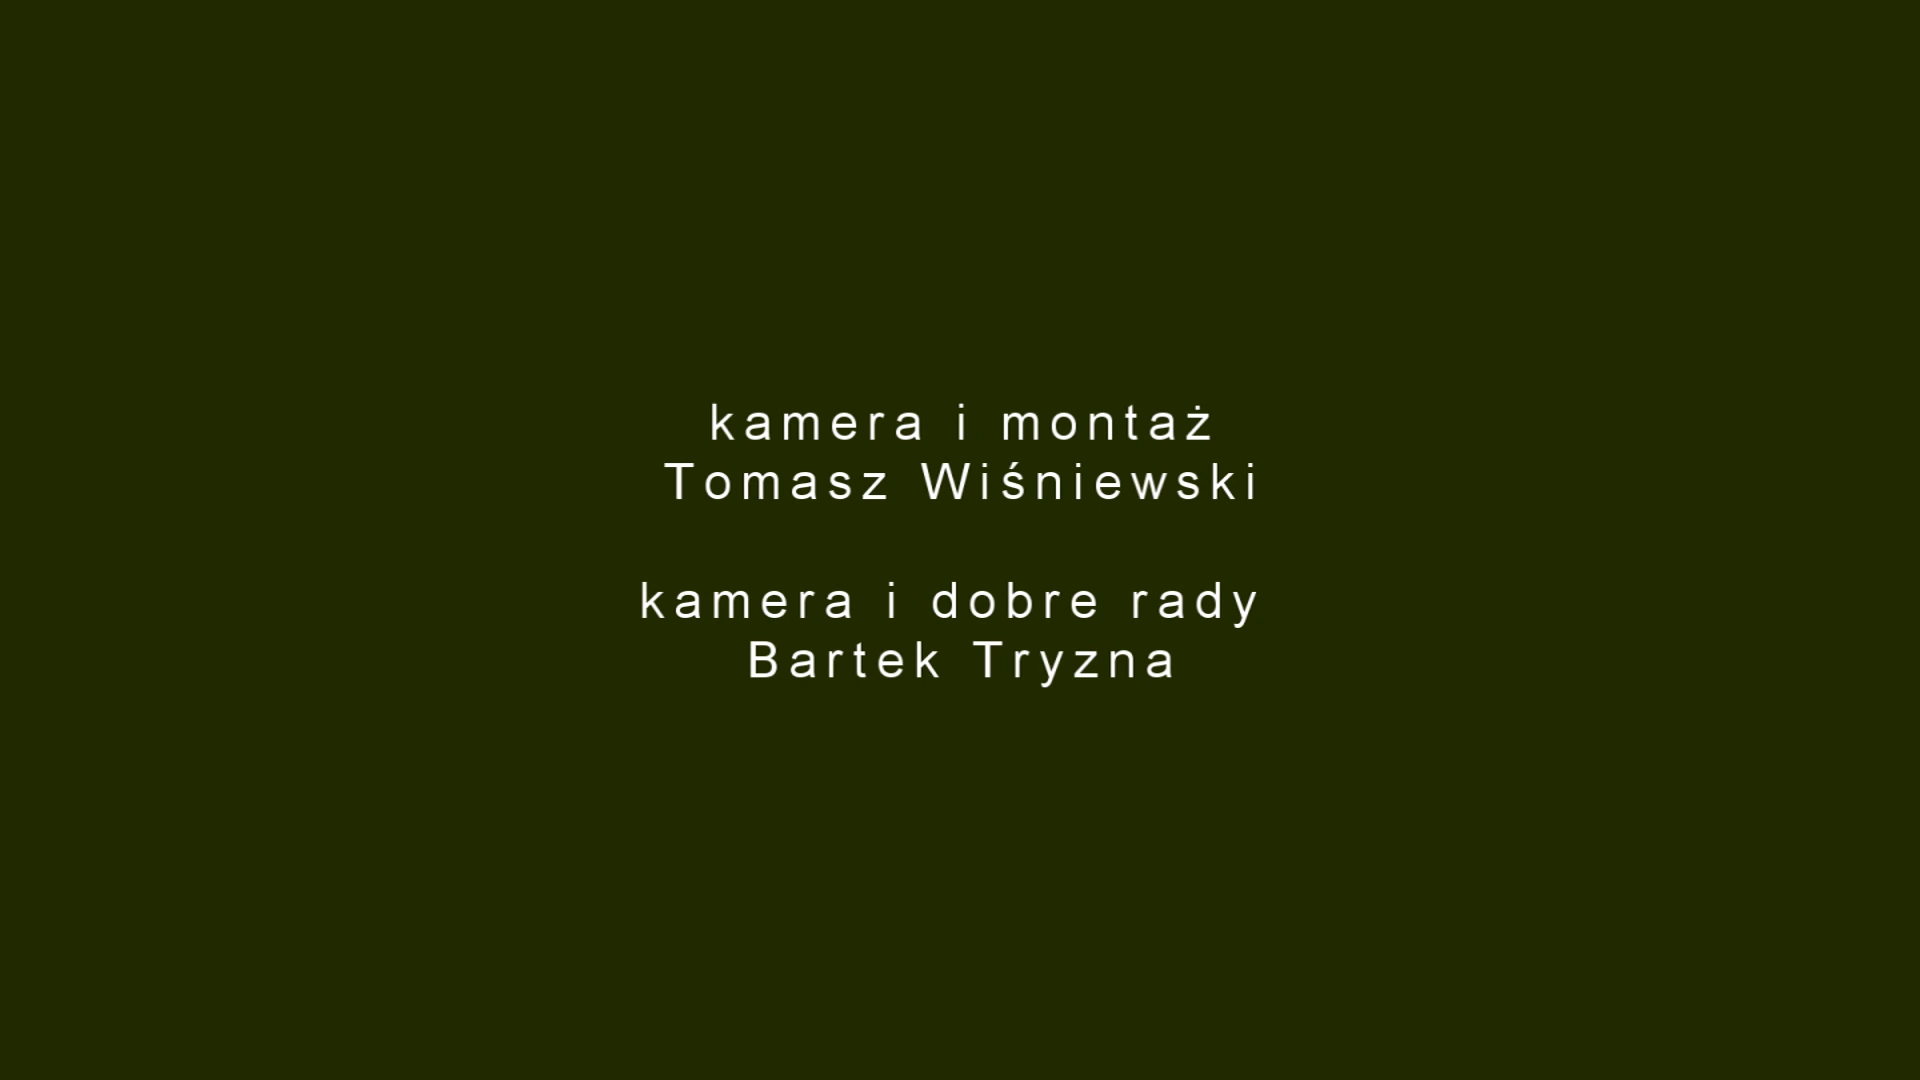 kamera i montaż
Tomasz Wiśniewski
kamera i dobre rady
Bartek Tryzna